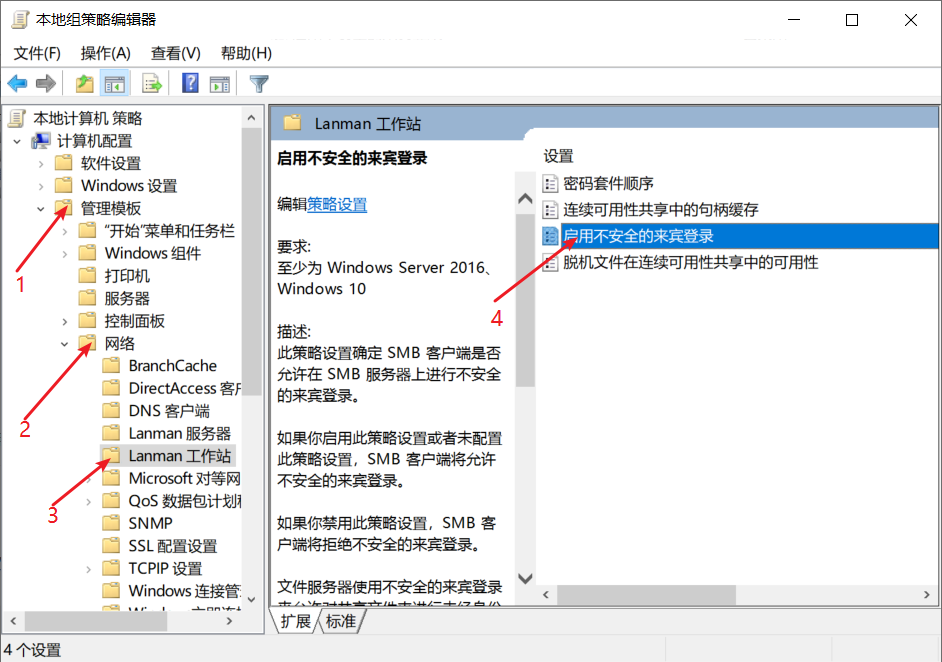 本地组策略编辑器
文件(F) 操作(A) 查看(V) 帮助(H)
本地计算机 策略
计算机配置
软件设置
Windows 设置
管理模板
“开始”菜单和任务栏
Windows 组件
1
打印机
服务器
控制面板
网络
BranchCache
DirectAccess 客户
DNS 客户端
2
Lanman 服务器
Lanman 工作站
Microsoft 对等网
QoS 数据包计划程
3
SNMP
SSL 配置设置
TCPIP 设置
Windows 连接管
Lanman 工作站
启用不安全的来宾登录
编辑策略设置
要求:
至少为 Windows Server 2016、
Windows 10
描述:
此策略设置确定 SMB 客户端是否
允许在 SMB 服务器上进行不安全
的来宾登录。
如果你启用此策略设置或者未配置
此策略设置，SMB 客户端将允许
不安全的来宾登录。
如果你禁用此策略设置，SMB 客
户端将拒绝不安全的来宾登录。
文件服务器使用不安全的来宾登录
设置
密码套件顺序
连续可用性共享中的句柄缓存
启用不安全的来宾登录
脱机文件在连续可用性共享中的可用性
4
扩展 标准
4 个设置